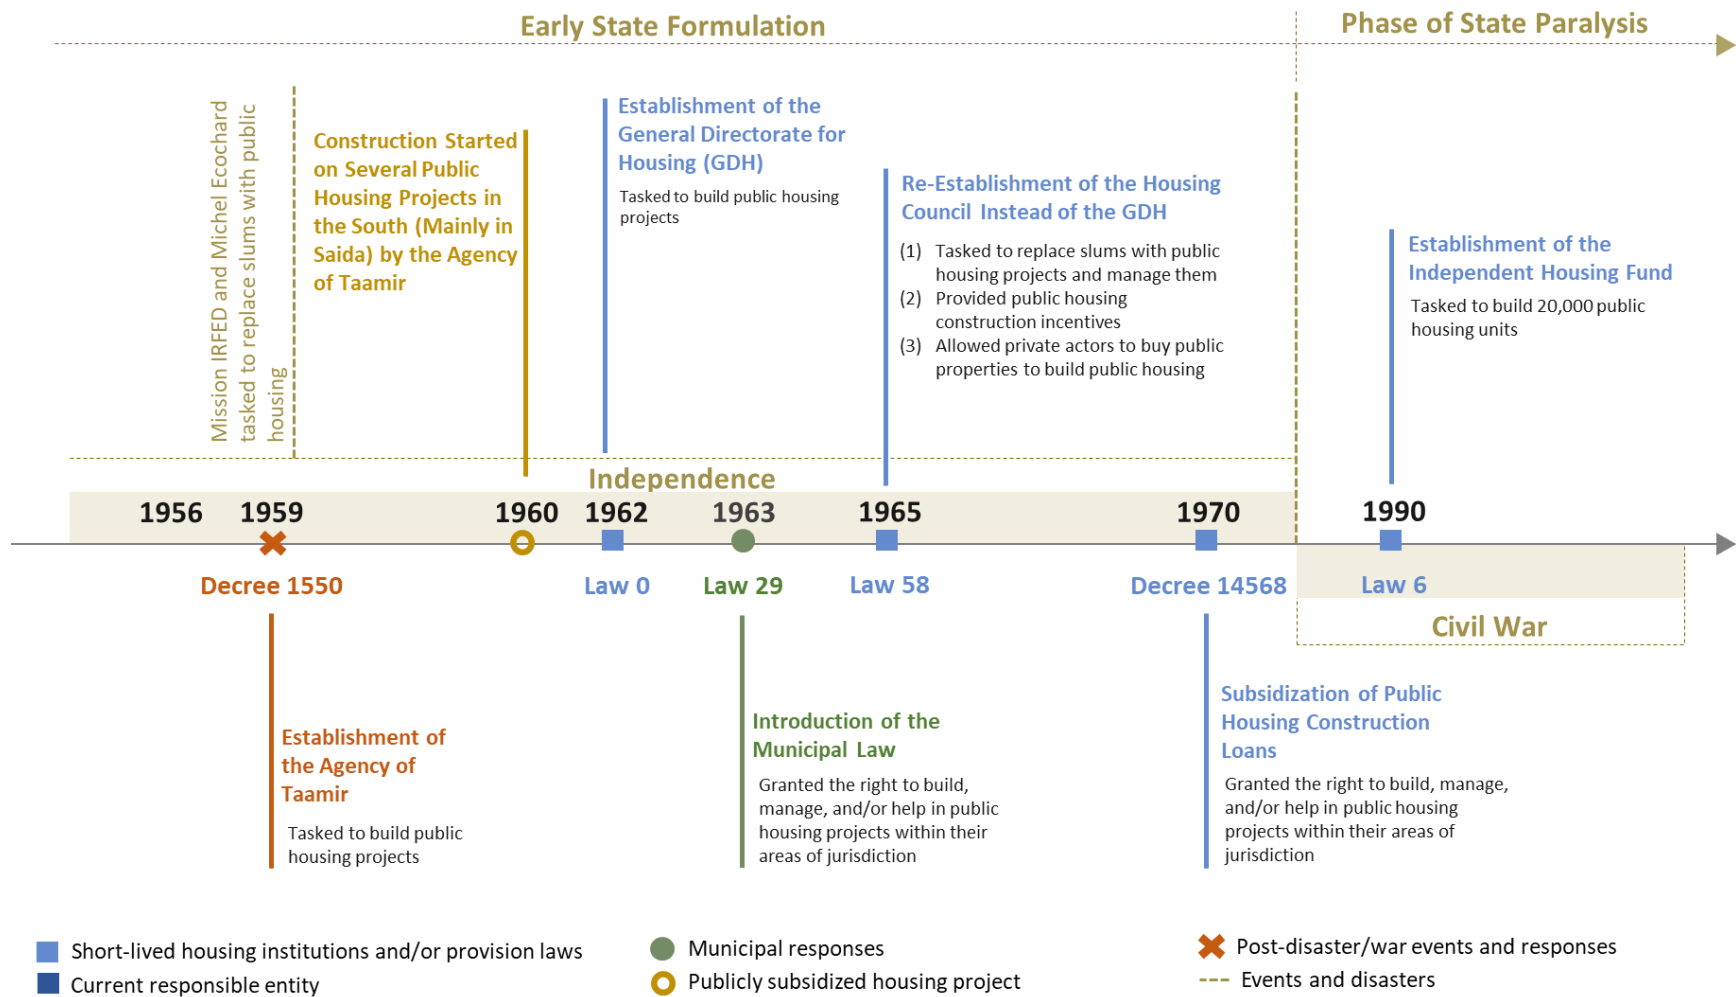 Early State Formulation
Phase of State Paralysis
Mission IRFED and Michel Ecochard
tasked to replace slums with public
housing
Construction Started
on Several Public
Housing Projects in
the South (Mainly in
Saida) by the Agency
of Taamir
Establishment of the
General Directorate for
Housing (GDH)
Tasked to build public housing
projects
Re-Establishment of the Housing
Council Instead of the GDH
(1) Tasked to replace slums with public
housing projects and manage them
(2) Provided public housing
construction incentives
(3) Allowed private actors to buy public
properties to build public housing
Establishment of the
Independent Housing Fund
Tasked to build 20,000 public
housing units
Independence
1956 1959 1960 1962 1963 1965 1970 1990
Decree 1550 Law 0 Law 29 Law 58 Decree 14568 Law 6
Civil War
Establishment of
the Agency of
Taamir
Tasked to build public
housing projects
Introduction of the
Municipal Law
Granted the right to build,
manage, and/or help in public
housing projects within their
areas of jurisdiction
Subsidization of Public
Housing Construction
Loans
Granted the right to build, manage,
and/or help in public housing
projects within their areas of
jurisdiction
Short-lived housing institutions and/or provision laws
Current responsible entity
Municipal responses
Publicly subsidized housing project
Post-disaster/war events and responses
Events and disasters